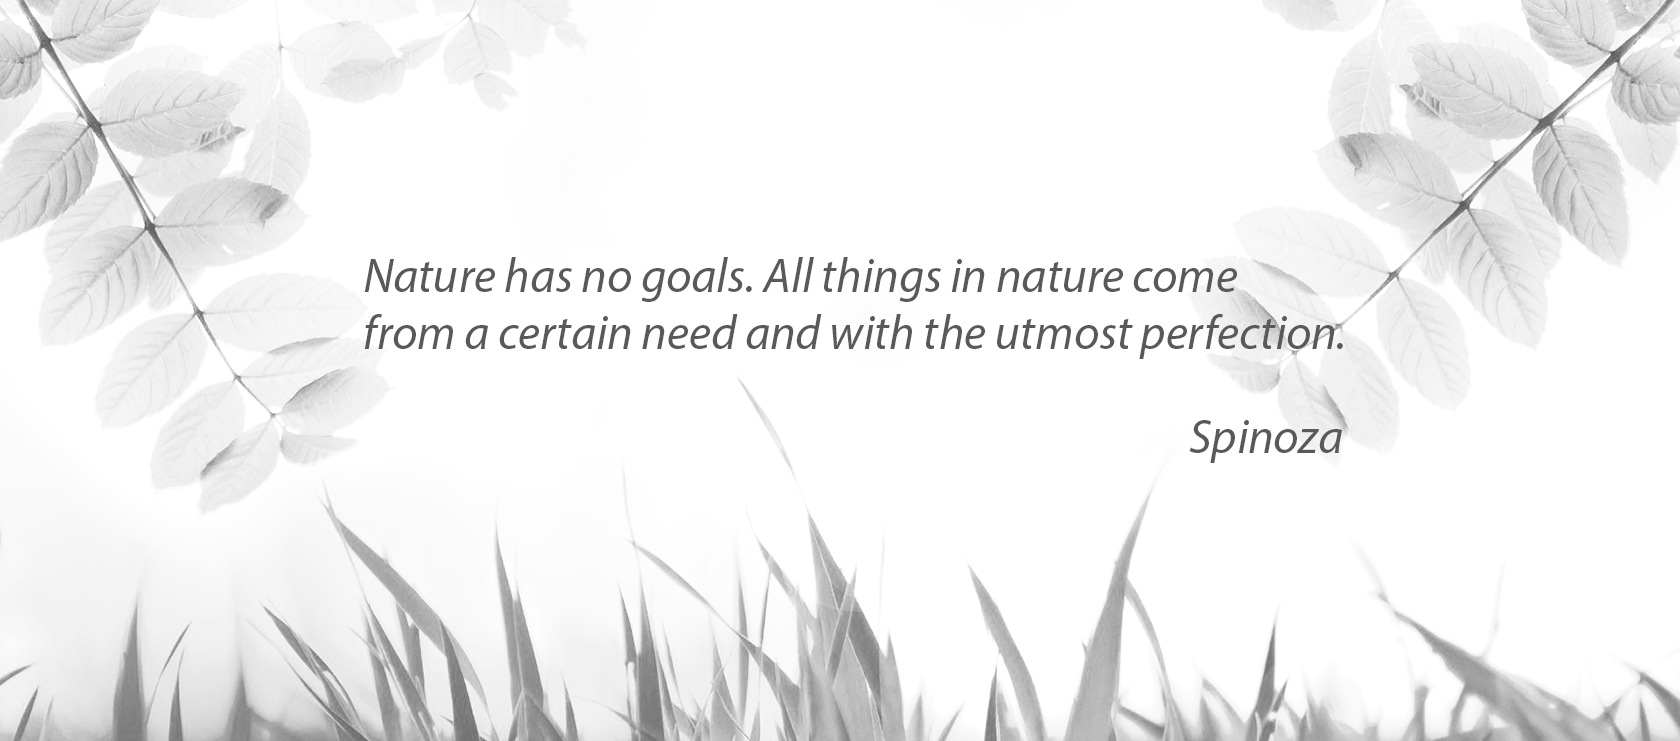 Nature has no goals. All things in nature come
from a certain need and with the utmost perfection.
Spinoza